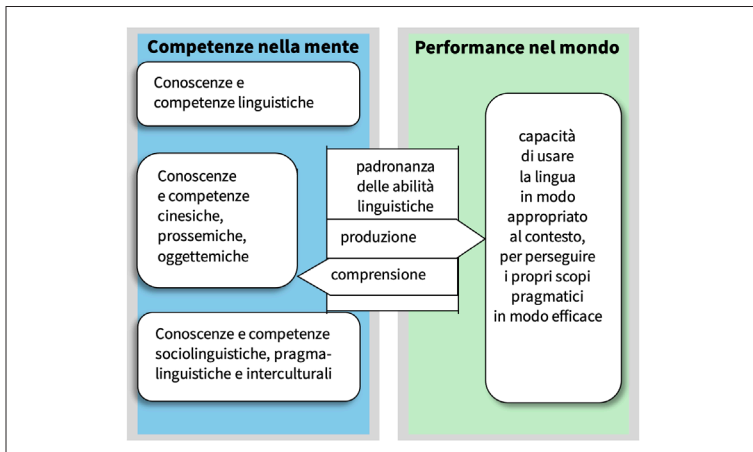 Competenze nella mente
Conoscenze e
competenze linguistiche
Conoscenze
e competenze
cinesiche,
prossemiche,
oggettemiche
Conoscenze e competenze
sociolinguistiche, pragma-
linguistiche e interculturali
padronanza
delle abilità
linguistiche
produzione
comprensione
Performance nel mondo
capacità
di usare
la lingua
in modo
appropriato
al contesto,
per perseguire
i propri scopi
pragmatici
in modo efficace